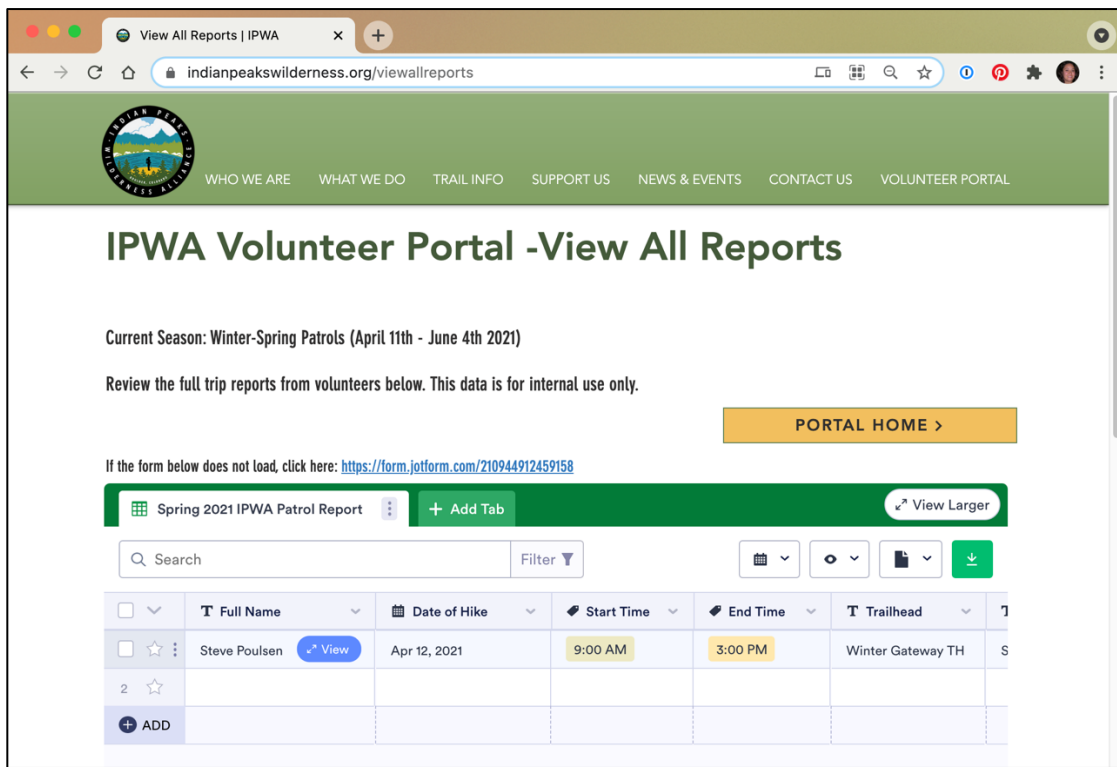 View All Reports | IPWA
indianpeakswilderness.org/viewallreports
INDIAN PEAKS WILDERNESS ALLIANCE
WHO WE ARE WHAT WE DO TRAIL INFO SUPPORT US NEWS & EVENTS CONTACT US VOLUNTEER PORTAL
IPWA Volunteer Portal -View All Reports
Current Season: Winter-Spring Patrols (April 11th - June 4th 2021)
Review the full trip reports from volunteers below. This data is for internal use only.
PORTAL HOME >
If the form below does not load, click here: https://form.jotform.com/210944912459158
Spring 2021 IPWA Patrol Report + Add Tab View Larger
Search Filter
T Full Name Date of Hike Start Time End Time T Trailhead
Steve Poulsen View Apr 12, 2021 9:00 AM 3:00 PM Winter Gateway TH S
2
ADD